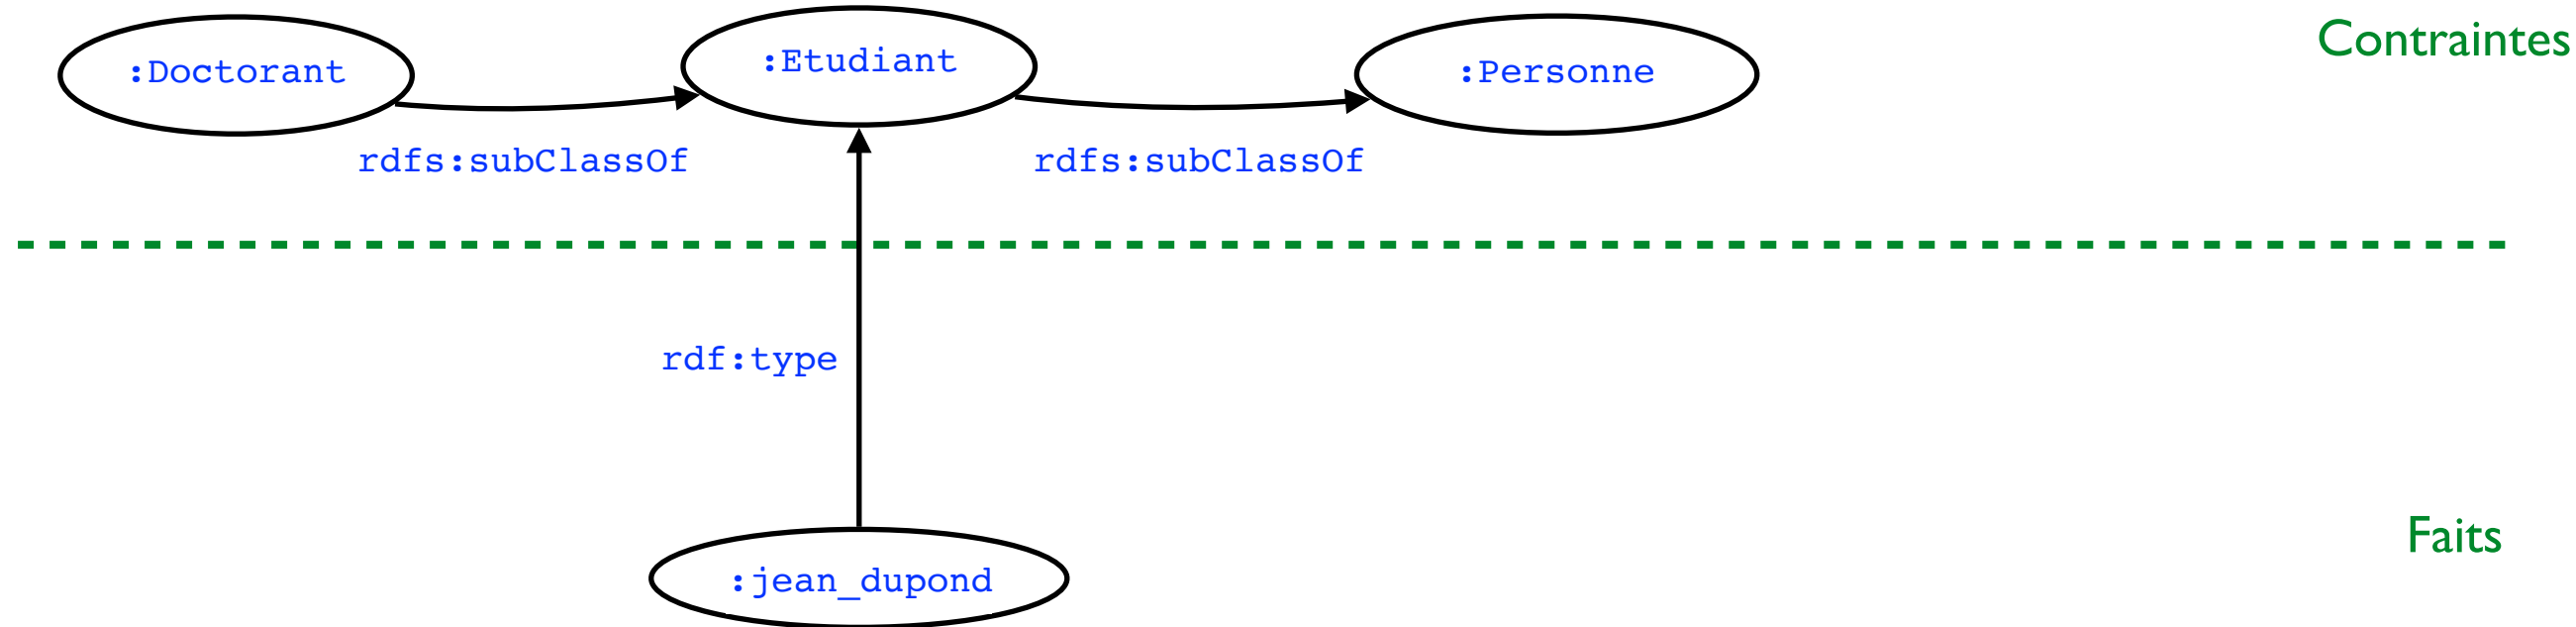 Contraintes
:Doctorant
:Etudiant
:Personne
rdfs:subClassOf
rdfs:subClassOf
rdf:type
Faits
:jean_dupond